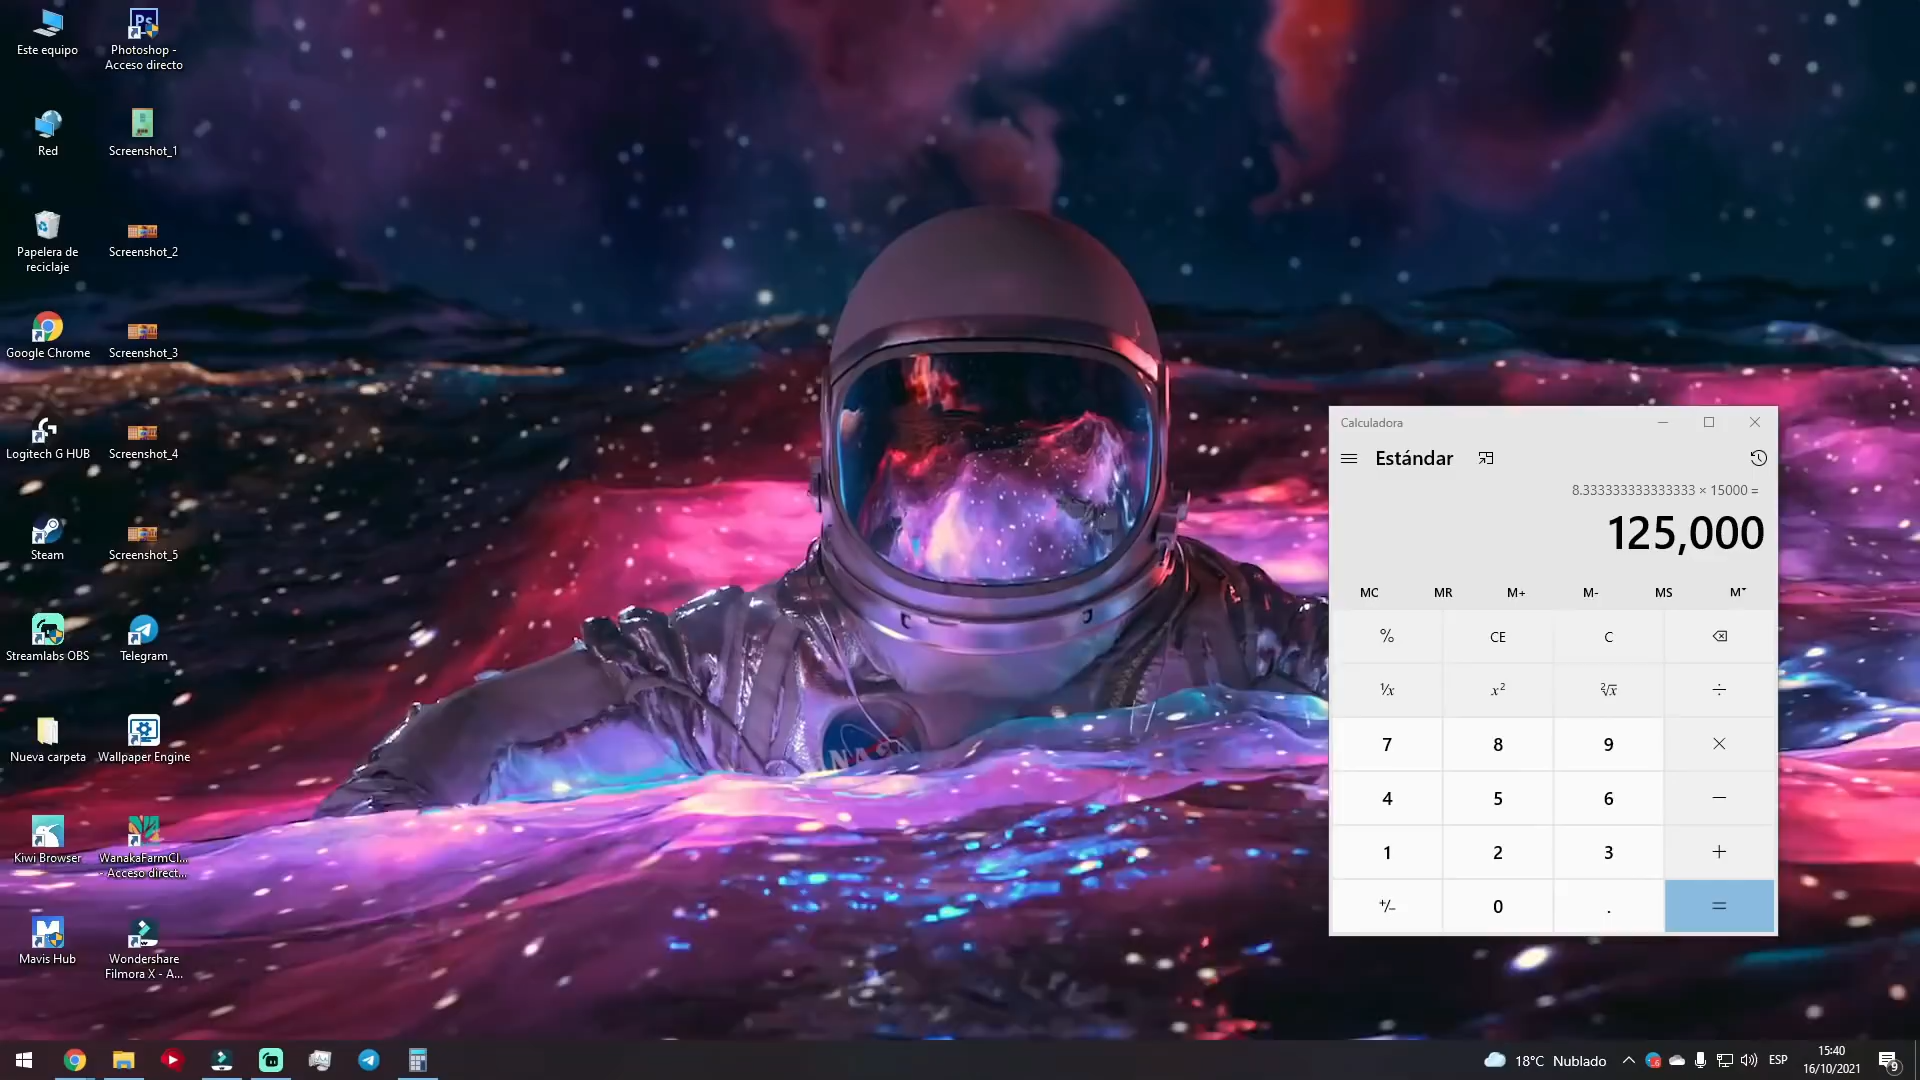 Este equipo
Photoshop -
Acceso directo
Red
Screenshot_1
Papelera de
reciclaje
Screenshot_2
Google Chrome
Screenshot_3
Logitech G HUB
Screenshot_4
Steam
Screenshot_5
Streamlabs OBS
Telegram
Nueva carpeta
Wallpaper Engine
Kiwi Browser
WanakaFarmCl...
- Acceso direct...
Mavis Hub
Wondershare
Filmora X - A...
Ps
NASA
Calculadora
Estándar
8.333333333333333 × 15000 =
125,000
MC MR M+ M- MS M˅
% CE C
¹/x x² ²√x ÷
7 8 9 ×
4 5 6 −
1 2 3 +
+/− 0 . =
18°C Nublado
ESP
15:40
16/10/2021
9